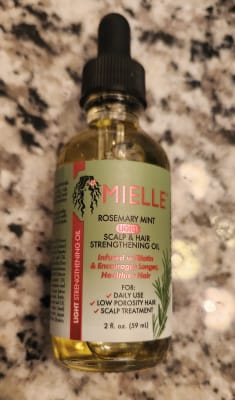 MIELLE
ROSEMARY MINT
LIGHT
SCALP & HAIR
STRENGTHENING OIL
Infused w/ Biotin
& Encourages Longer,
Healthier Hair
FOR:
✓ DAILY USE
✓ LOW POROSITY HAIR
✓ SCALP TREATMENT
2 fl. oz. (59 ml)
LIGHT STRENGTHENING OIL